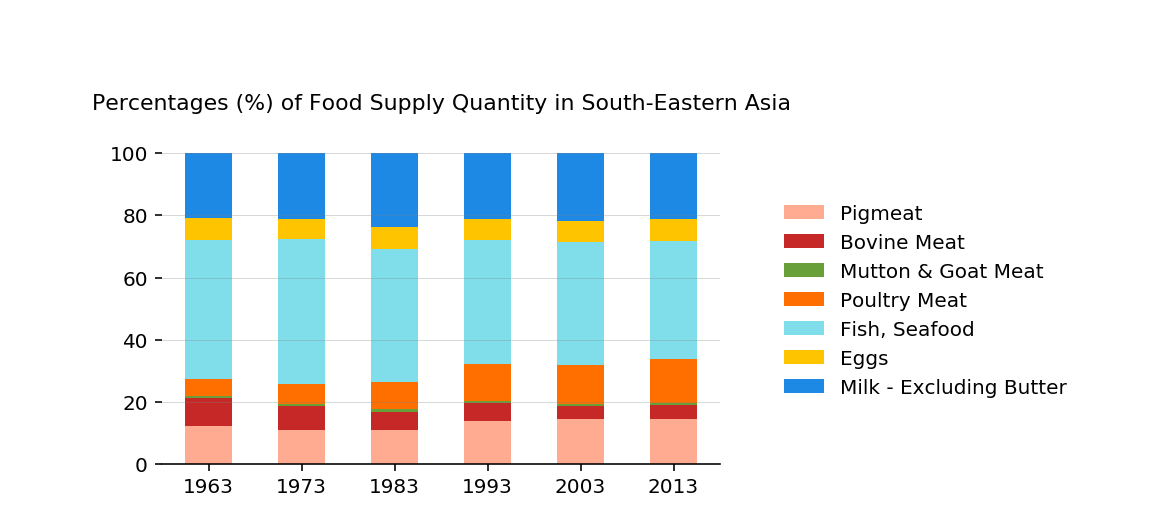 Percentages (%) of Food Supply Quantity in South-Eastern Asia
100
80
60
40
20
0
1963 1973 1983 1993 2003 2013
Pigmeat
Bovine Meat
Mutton & Goat Meat
Poultry Meat
Fish, Seafood
Eggs
Milk - Excluding Butter